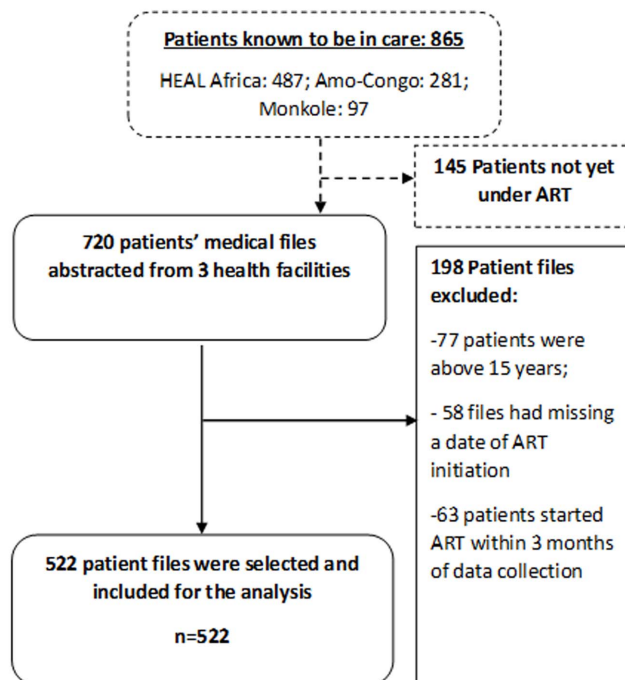 Patients known to be in care: 865
HEAL Africa: 487; Amo-Congo: 281;
Monkole: 97
145 Patients not yet
under ART
720 patients’ medical files
abstracted from 3 health facilities
198 Patient files
excluded:
-77 patients were
above 15 years;
- 58 files had missing
a date of ART
initiation
-63 patients started
ART within 3 months
of data collection
522 patient files were selected and
included for the analysis
n=522